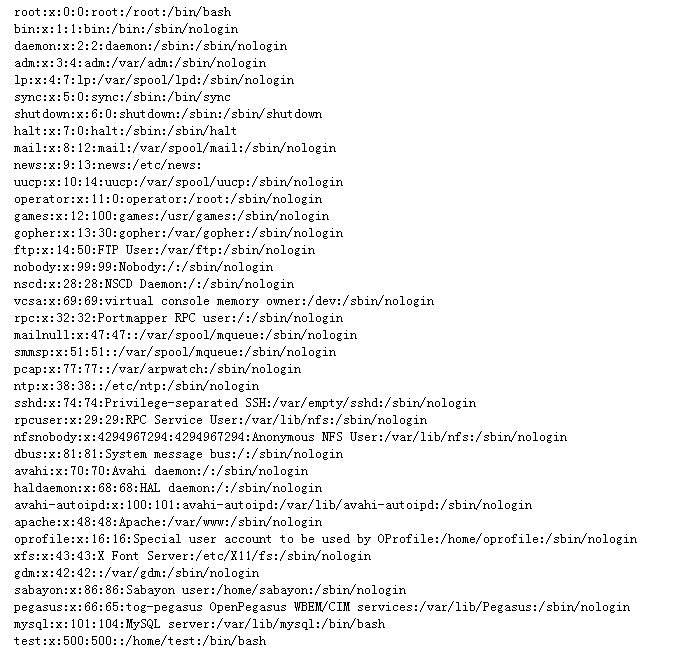 root:x:0:0:root:/root:/bin/bash
bin:x:1:1:bin:/bin:/sbin/nologin
daemon:x:2:2:daemon:/sbin:/sbin/nologin
adm:x:3:4:adm:/var/adm:/sbin/nologin
lp:x:4:7:lp:/var/spool/lpd:/sbin/nologin
sync:x:5:0:sync:/sbin:/bin/sync
shutdown:x:6:0:shutdown:/sbin:/sbin/shutdown
halt:x:7:0:halt:/sbin:/sbin/halt
mail:x:8:12:mail:/var/spool/mail:/sbin/nologin
news:x:9:13:news:/etc/news:
uucp:x:10:14:uucp:/var/spool/uucp:/sbin/nologin
operator:x:11:0:operator:/root:/sbin/nologin
games:x:12:100:games:/usr/games:/sbin/nologin
gopher:x:13:30:gopher:/var/gopher:/sbin/nologin
ftp:x:14:50:FTP User:/var/ftp:/sbin/nologin
nobody:x:99:99:Nobody:/:/sbin/nologin
nscd:x:28:28:NSCD Daemon:/:/sbin/nologin
vcsa:x:69:69:virtual console memory owner:/dev:/sbin/nologin
rpc:x:32:32:Portmapper RPC user:/:/sbin/nologin
mailnull:x:47:47::/var/spool/mqueue:/sbin/nologin
smmsp:x:51:51::/var/spool/mqueue:/sbin/nologin
pcap:x:77:77::/var/arpwatch:/sbin/nologin
ntp:x:38:38::/etc/ntp:/sbin/nologin
sshd:x:74:74:Privilege-separated SSH:/var/empty/sshd:/sbin/nologin
rpcuser:x:29:29:RPC Service User:/var/lib/nfs:/sbin/nologin
nfsnobody:x:4294967294:4294967294:Anonymous NFS User:/var/lib/nfs:/sbin/nologin
dbus:x:81:81:System message bus:/:/sbin/nologin
avahi:x:70:70:Avahi daemon:/:/sbin/nologin
haldaemon:x:68:68:HAL daemon:/:/sbin/nologin
avahi-autoipd:x:100:101:avahi-autoipd:/var/lib/avahi-autoipd:/sbin/nologin
apache:x:48:48:Apache:/var/www:/sbin/nologin
oprofile:x:16:16:Special user account to be used by OProfile:/home/oprofile:/sbin/nologin
xfs:x:43:43:X Font Server:/etc/X11/fs:/sbin/nologin
gdm:x:42:42::/var/gdm:/sbin/nologin
sabayon:x:86:86:Sabayon user:/home/sabayon:/sbin/nologin
pegasus:x:66:65:tog-pegasus OpenPegasus WBEM/CIM services:/var/lib/Pegasus:/sbin/nologin
mysql:x:101:104:MySQL server:/var/lib/mysql:/bin/bash
test:x:500:500::/home/test:/bin/bash